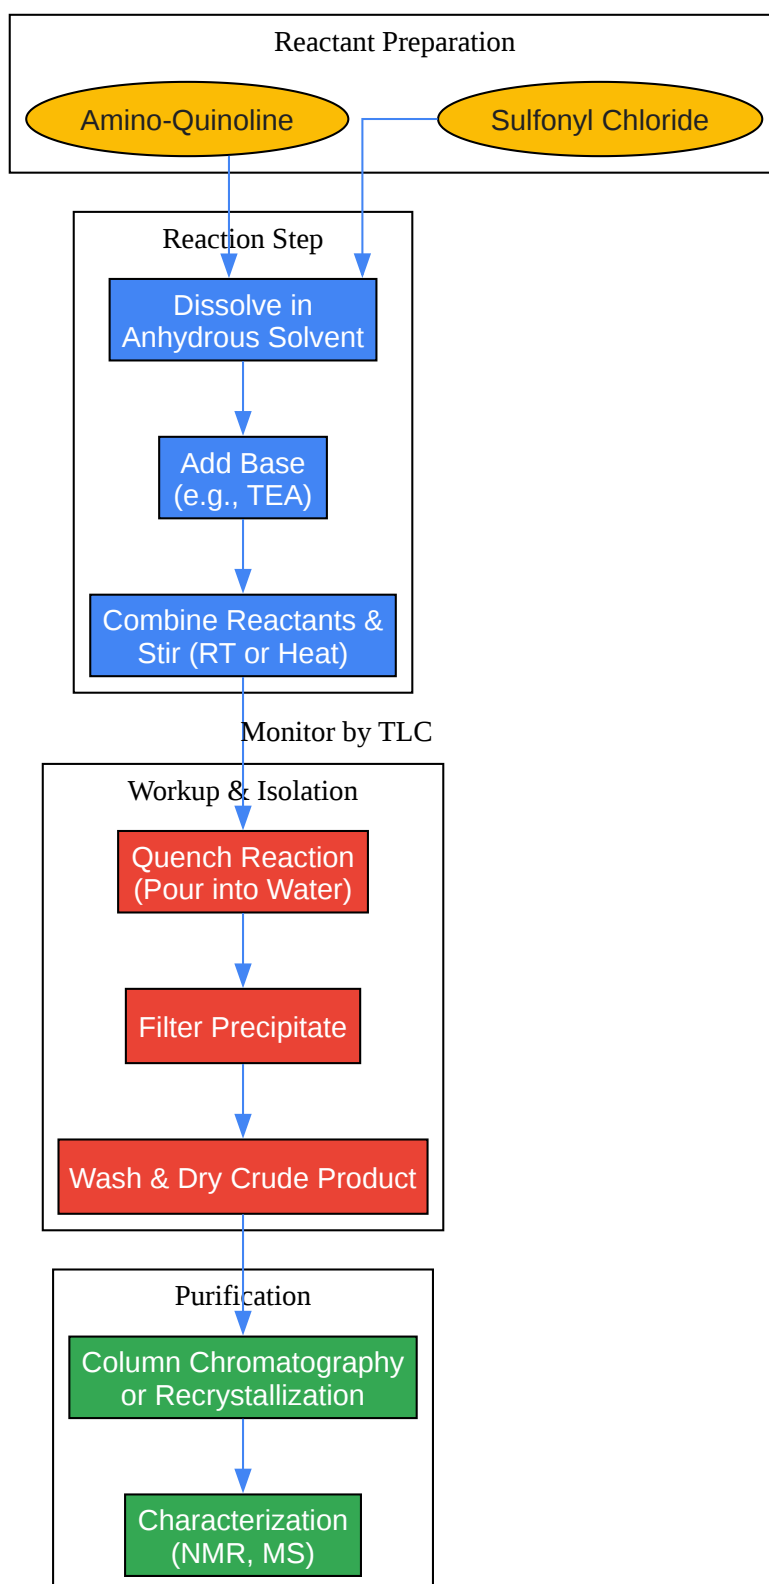 Reactant Preparation
Amino-Quinoline
Sulfonyl Chloride
Reaction Step
Dissolve in
Anhydrous Solvent
Add Base
(e.g., TEA)
Combine Reactants &
Stir (RT or Heat)
Monitor by TLC
Workup & Isolation
Quench Reaction
(Pour into Water)
Filter Precipitate
Wash & Dry Crude Product
Purification
Column Chromatography
or Recrystallization
Characterization
(NMR, MS)